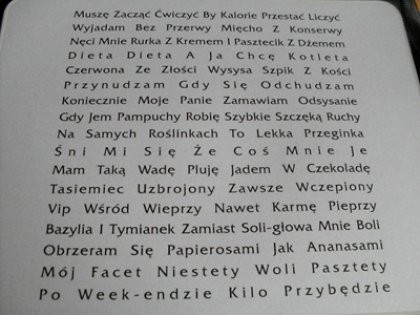 Muszę Zacząć Ćwiczyć By Kalorie Przestać Liczyć
Wyjadam Bez Przerwy Mięcho Z Konserwy
Nęci Mnie Rurka Z Kremem I Pasztecik Z Dżemem
Dieta Dieta A Ja Chcę Kotleta
Czerwona Ze Złości Wysysa Szpik Z Kości
Przynudzam Gdy Się Odchudzam
Koniecznie Moje Panie Zamawiam Odsysanie
Gdy Jem Pampuchy Robię Szybkie Szczęką Ruchy
Na Samych Roślinkach To Lekka Przeginka
Śni Mi Się Że Coś Mnie Je
Mam Taką Wadę Pluję Jadem W Czekoladę
Tasiemiec Uzbrojony Zawsze Wczepiony
Vip Wśród Wieprzy Nawet Karmę Pieprzy
Bazylia I Tymianek Zamiast Soli-głowa Mnie Boli
Obrzeram Się Papierosami Jak Ananasami
Mój Facet Niestety Woli Pasztety
Po Week-endzie Kilo Przybędzie